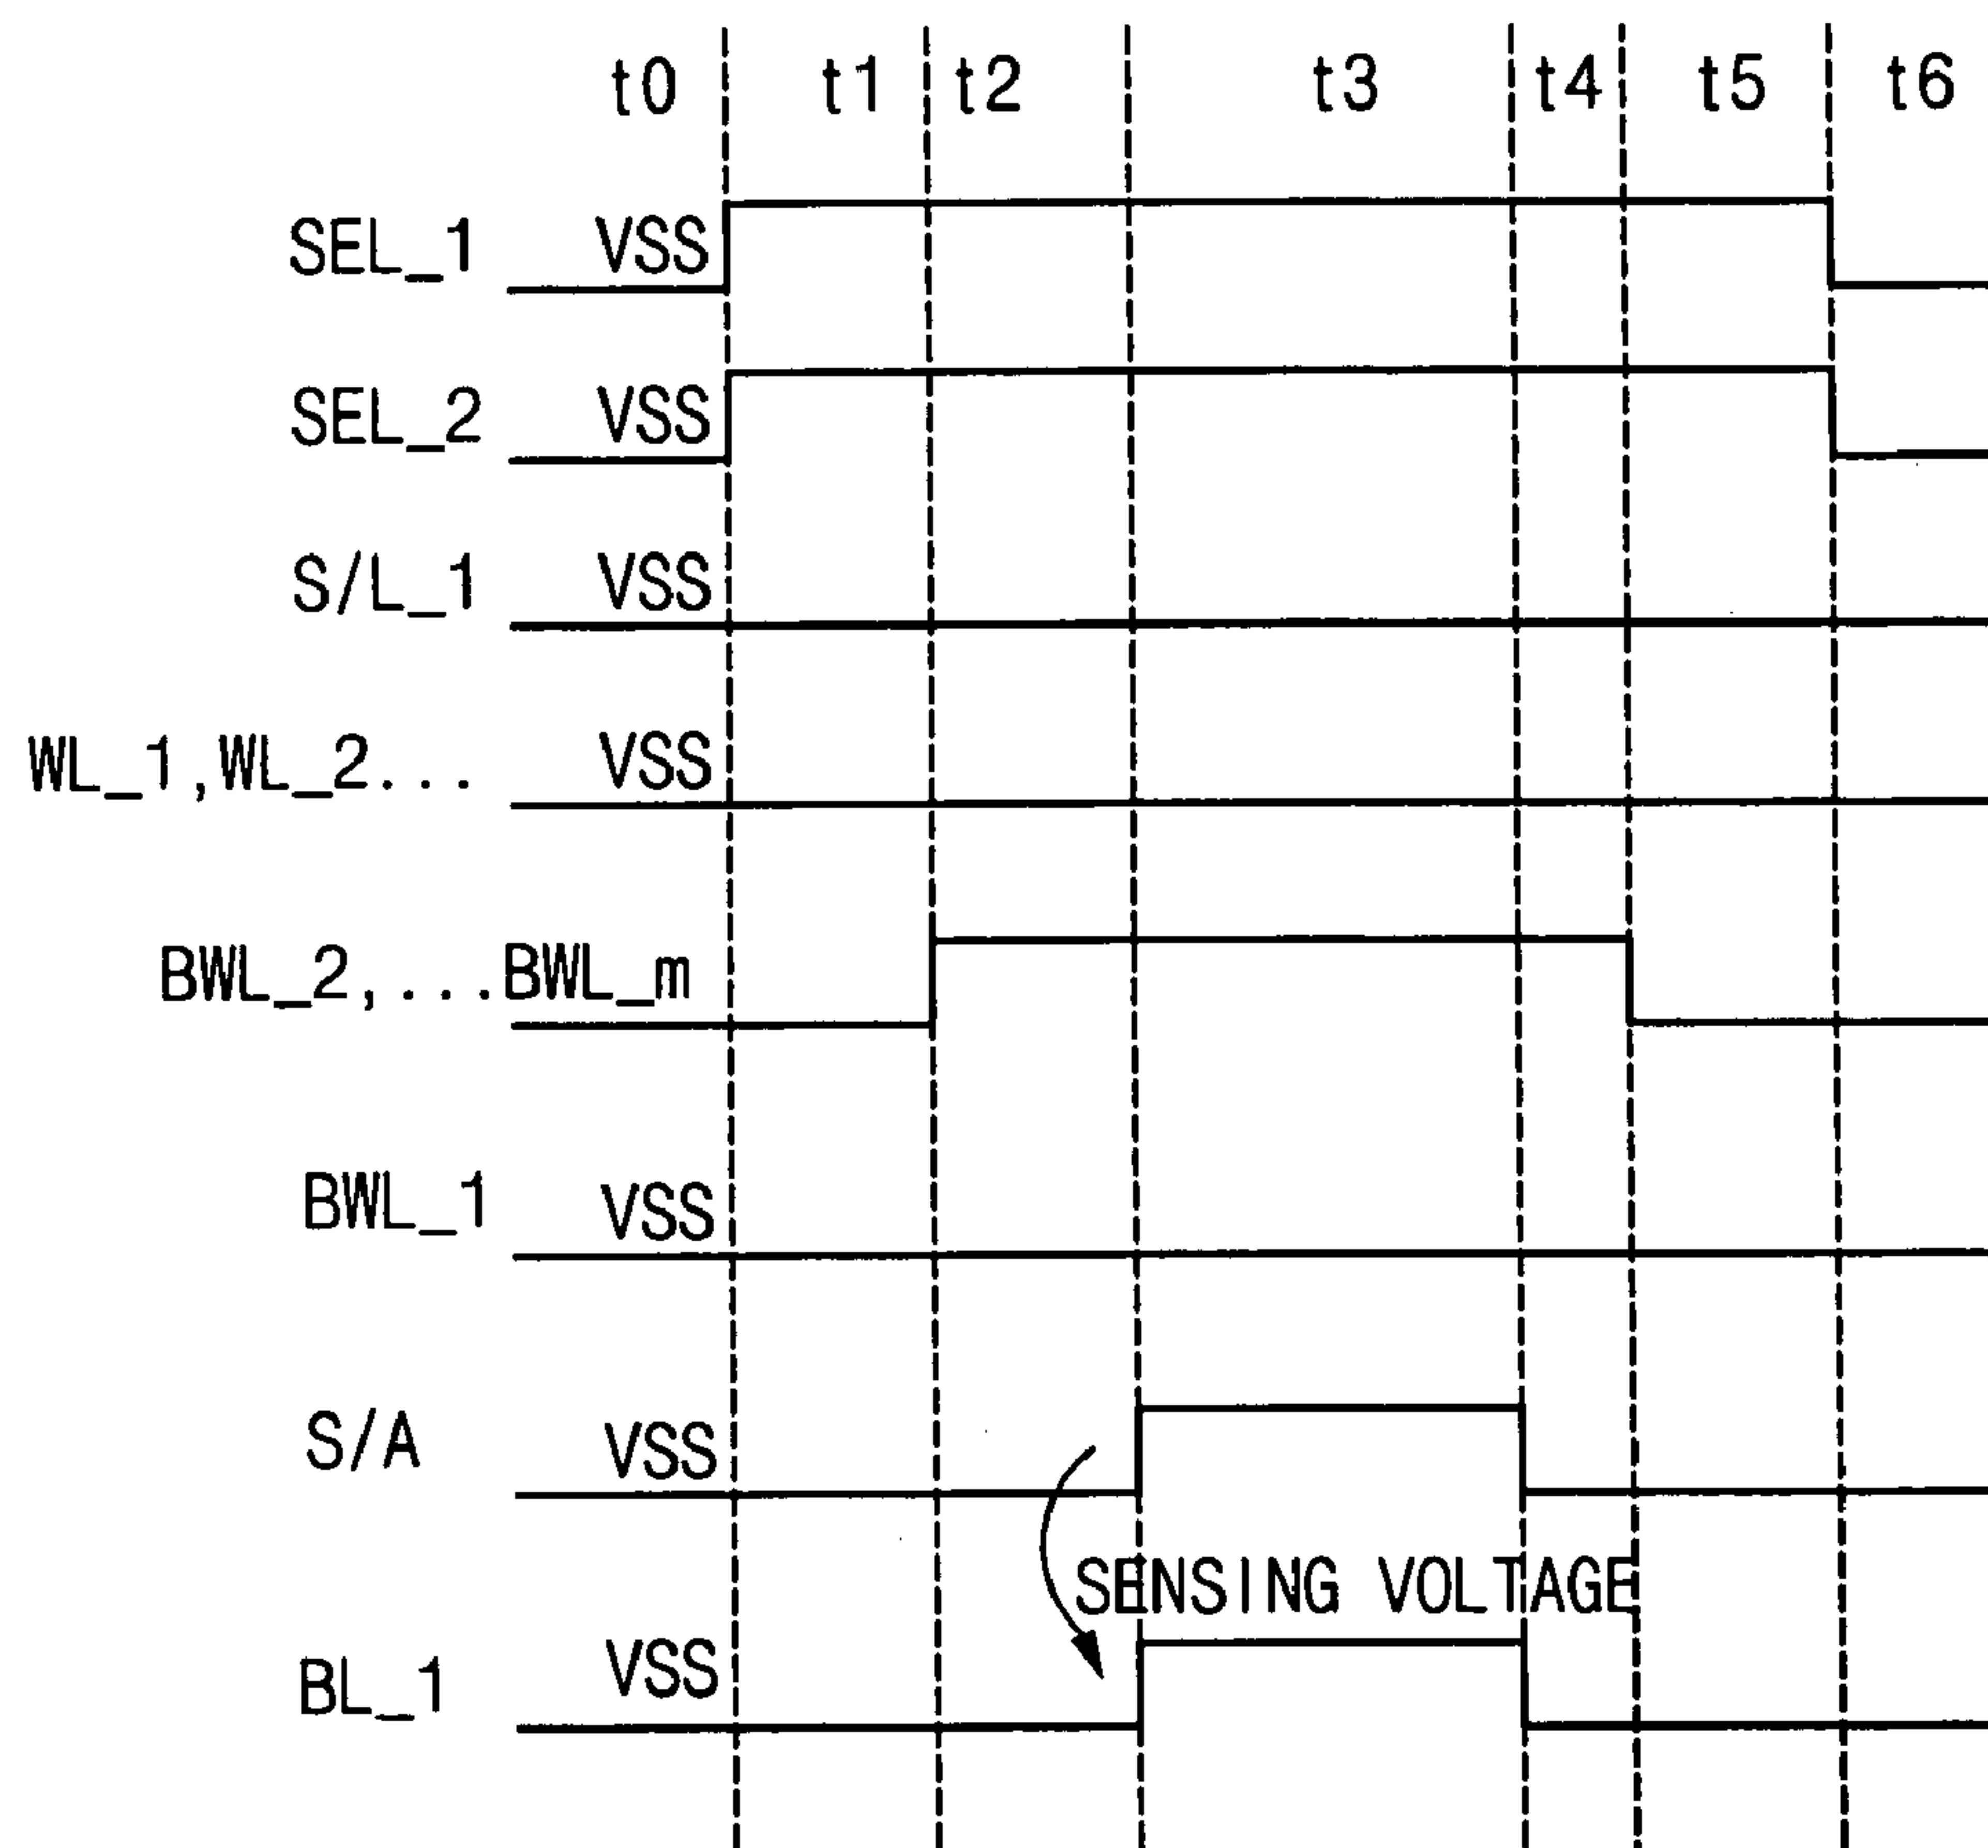 t0 t1 t2 t3 t4 t5 t6
SEL_1 VSS
SEL_2 VSS
S/L_1 VSS
WL_1,WL_2... VSS
BWL_2,...BWL_m
BWL_1 VSS
S/A VSS
SENSING VOLTAGE
BL_1 VSS